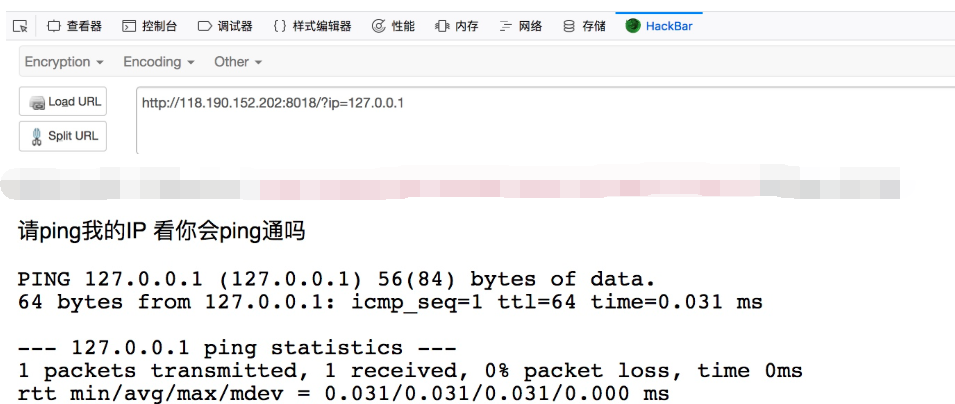 查看器 控制台 调试器 {} 样式编辑器 性能 内存 网络 存储 HackBar
Encryption Encoding Other
Load URL http://118.190.152.202:8018/?ip=127.0.0.1
Split URL
请ping我的IP 看你会ping通吗
PING 127.0.0.1 (127.0.0.1) 56(84) bytes of data.
64 bytes from 127.0.0.1: icmp_seq=1 ttl=64 time=0.031 ms
--- 127.0.0.1 ping statistics ---
1 packets transmitted, 1 received, 0% packet loss, time 0ms
rtt min/avg/max/mdev = 0.031/0.031/0.031/0.000 ms